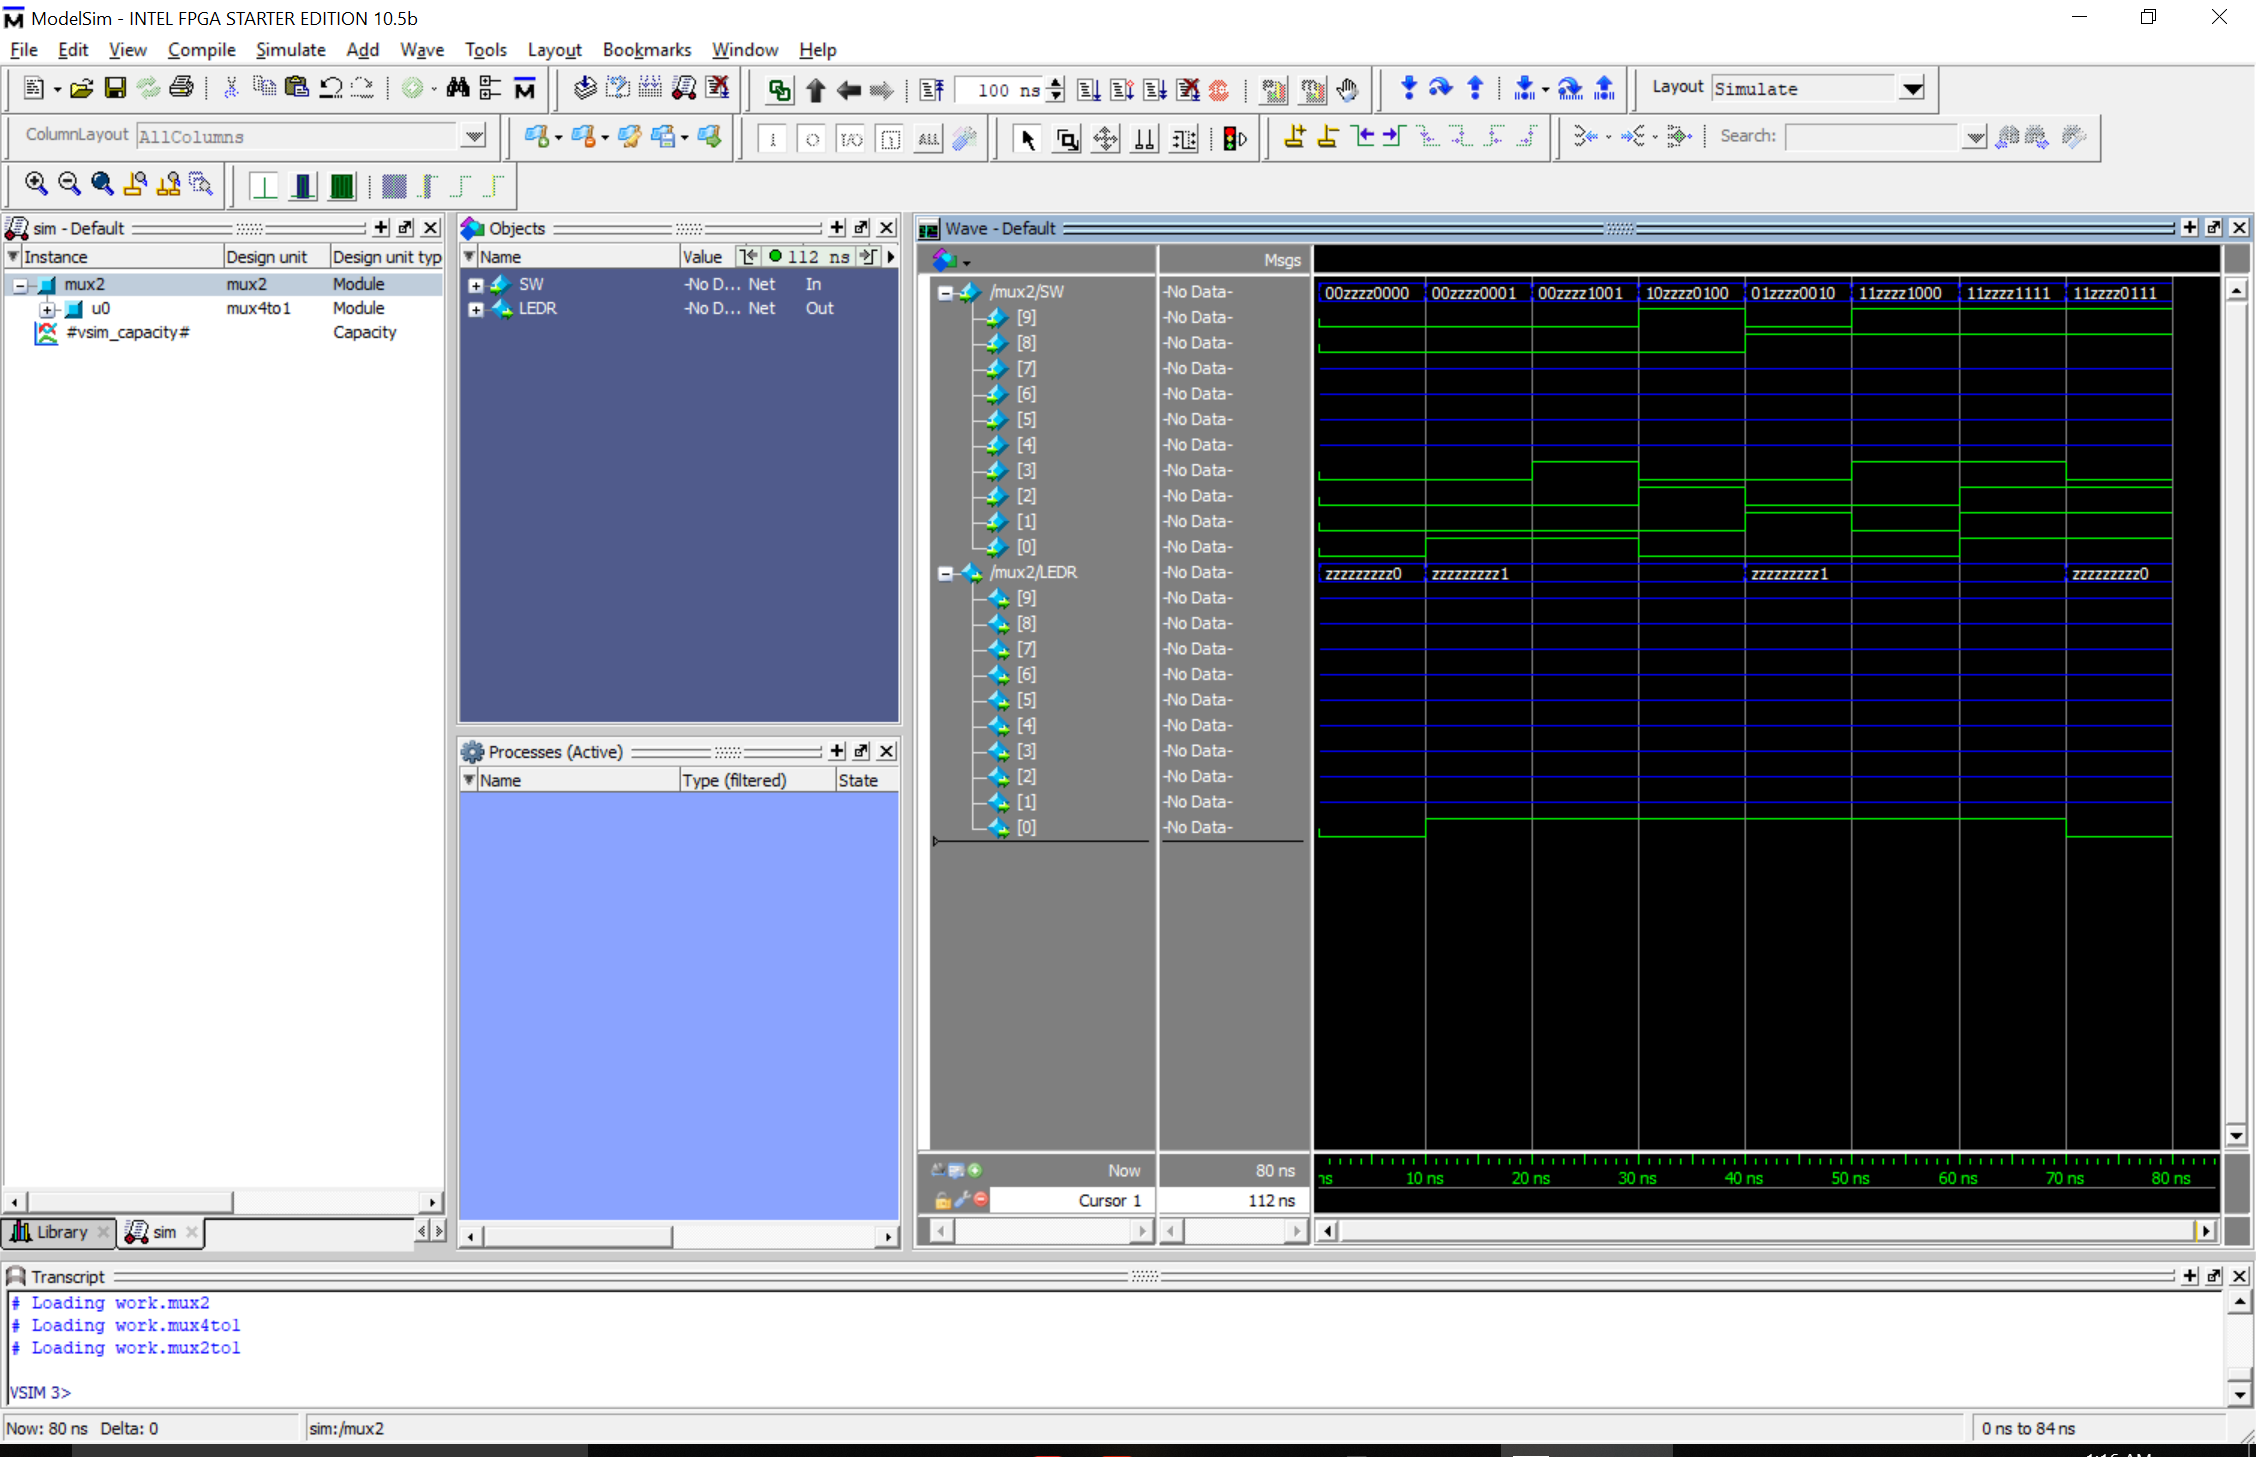 ModelSim - INTEL FPGA STARTER EDITION 10.5b
File Edit View Compile Simulate Add Wave Tools Layout Bookmarks Window Help
100 ns
Layout Simulate
ColumnLayout AllColumns
Search:
sim - Default
Instance Design unit Design unit typ
mux2 mux2 Module
u0 mux4to1 Module
#vsim_capacity# Capacity
Library sim
Objects
Name Value 112 ns
SW -No D... Net In
LEDR -No D... Net Out
Processes (Active)
Name Type (filtered) State
Wave - Default
Msgs
/mux2/SW -No Data- 00zzzz0000 00zzzz0001 00zzzz1001 10zzzz0100 01zzzz0010 11zzzz1000 11zzzz1111 11zzzz0111
[9] -No Data-
[8] -No Data-
[7] -No Data-
[6] -No Data-
[5] -No Data-
[4] -No Data-
[3] -No Data-
[2] -No Data-
[1] -No Data-
[0] -No Data-
/mux2/LEDR -No Data- zzzzzzzzz0 zzzzzzzzz1 zzzzzzzzz1 zzzzzzzzz0
[9] -No Data-
[8] -No Data-
[7] -No Data-
[6] -No Data-
[5] -No Data-
[4] -No Data-
[3] -No Data-
[2] -No Data-
[1] -No Data-
[0] -No Data-
Now 80 ns
ns 10 ns 20 ns 30 ns 40 ns 50 ns 60 ns 70 ns 80 ns
Cursor 1 112 ns
Transcript
# Loading work.mux2
# Loading work.mux4to1
# Loading work.mux2to1
VSIM 3>
Now: 80 ns Delta: 0 sim:/mux2 0 ns to 84 ns